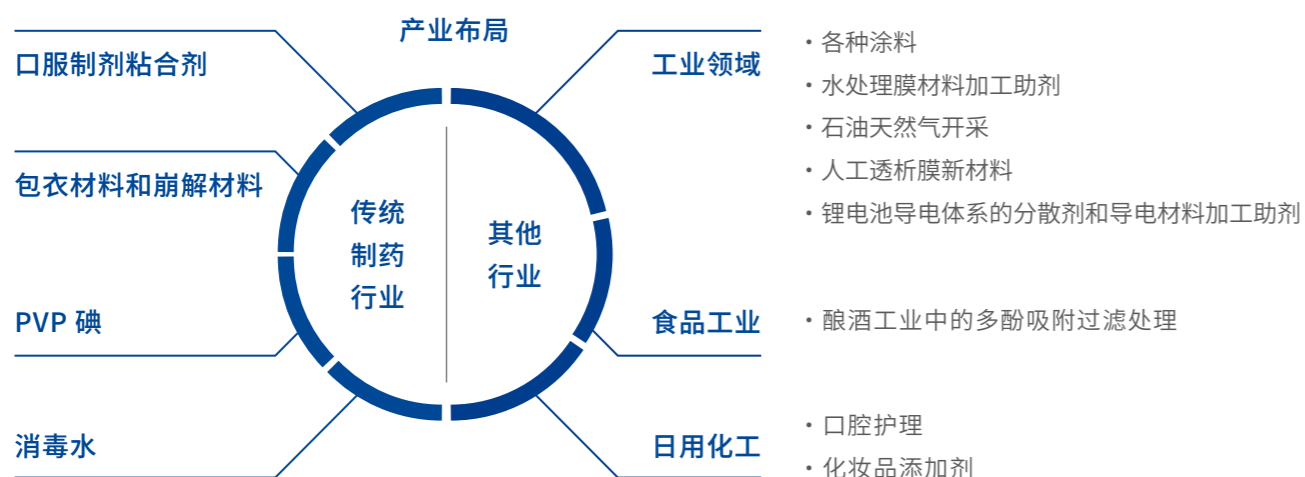 产业布局
口服制剂粘合剂
包衣材料和崩解材料
PVP 碘
消毒水
传统
制药
行业
其他
行业
工业领域
・各种涂料
・水处理膜材料加工助剂
・石油天然气开采
・人工透析膜新材料
・锂电池导电体系的分散剂和导电材料加工助剂
食品工业
・酿酒工业中的多酚吸附过滤处理
日用化工
・口腔护理
・化妆品添加剂